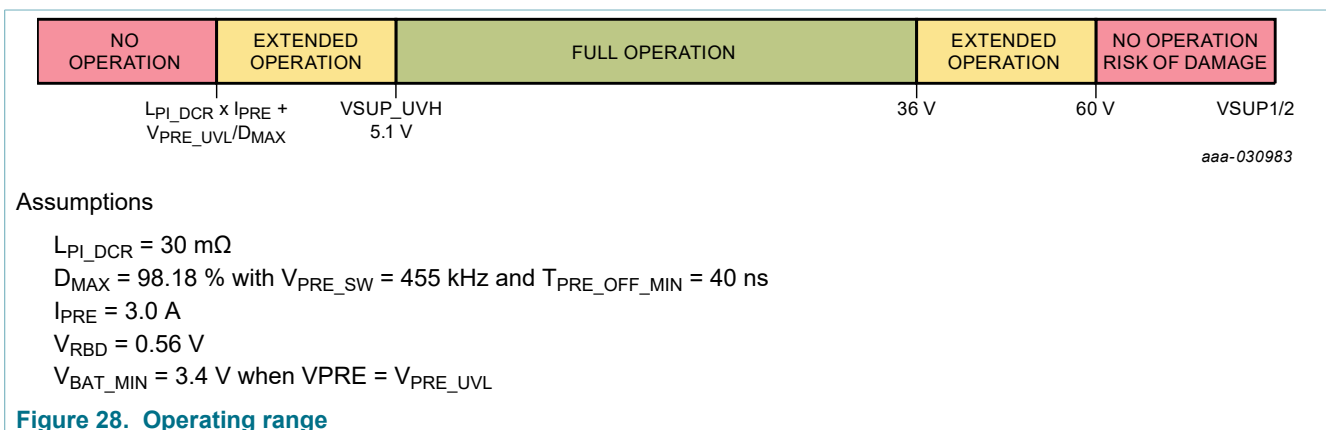 NO
OPERATION
EXTENDED
OPERATION
FULL OPERATION
EXTENDED
OPERATION
NO OPERATION
RISK OF DAMAGE
LPI_DCR x IPRE +
VPRE_UVL/DMAX
VSUP_UVH
5.1 V
36 V
60 V
VSUP1/2
aaa-030983
Assumptions
LPI_DCR = 30 mΩ
DMAX = 98.18 % with VPRE_SW = 455 kHz and TPRE_OFF_MIN = 40 ns
IPRE = 3.0 A
VRBD = 0.56 V
VBAT_MIN = 3.4 V when VPRE = VPRE_UVL
Figure 28. Operating range